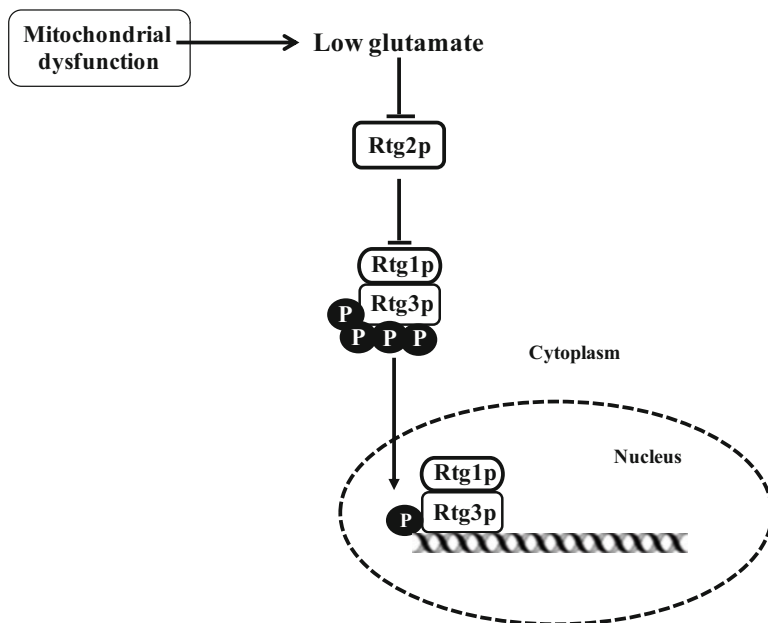 Mitochondrial
dysfunction
Low glutamate
Rtg2p
Rtg1p
Rtg3p
P
P P P
Cytoplasm
Nucleus
Rtg1p
Rtg3p
P